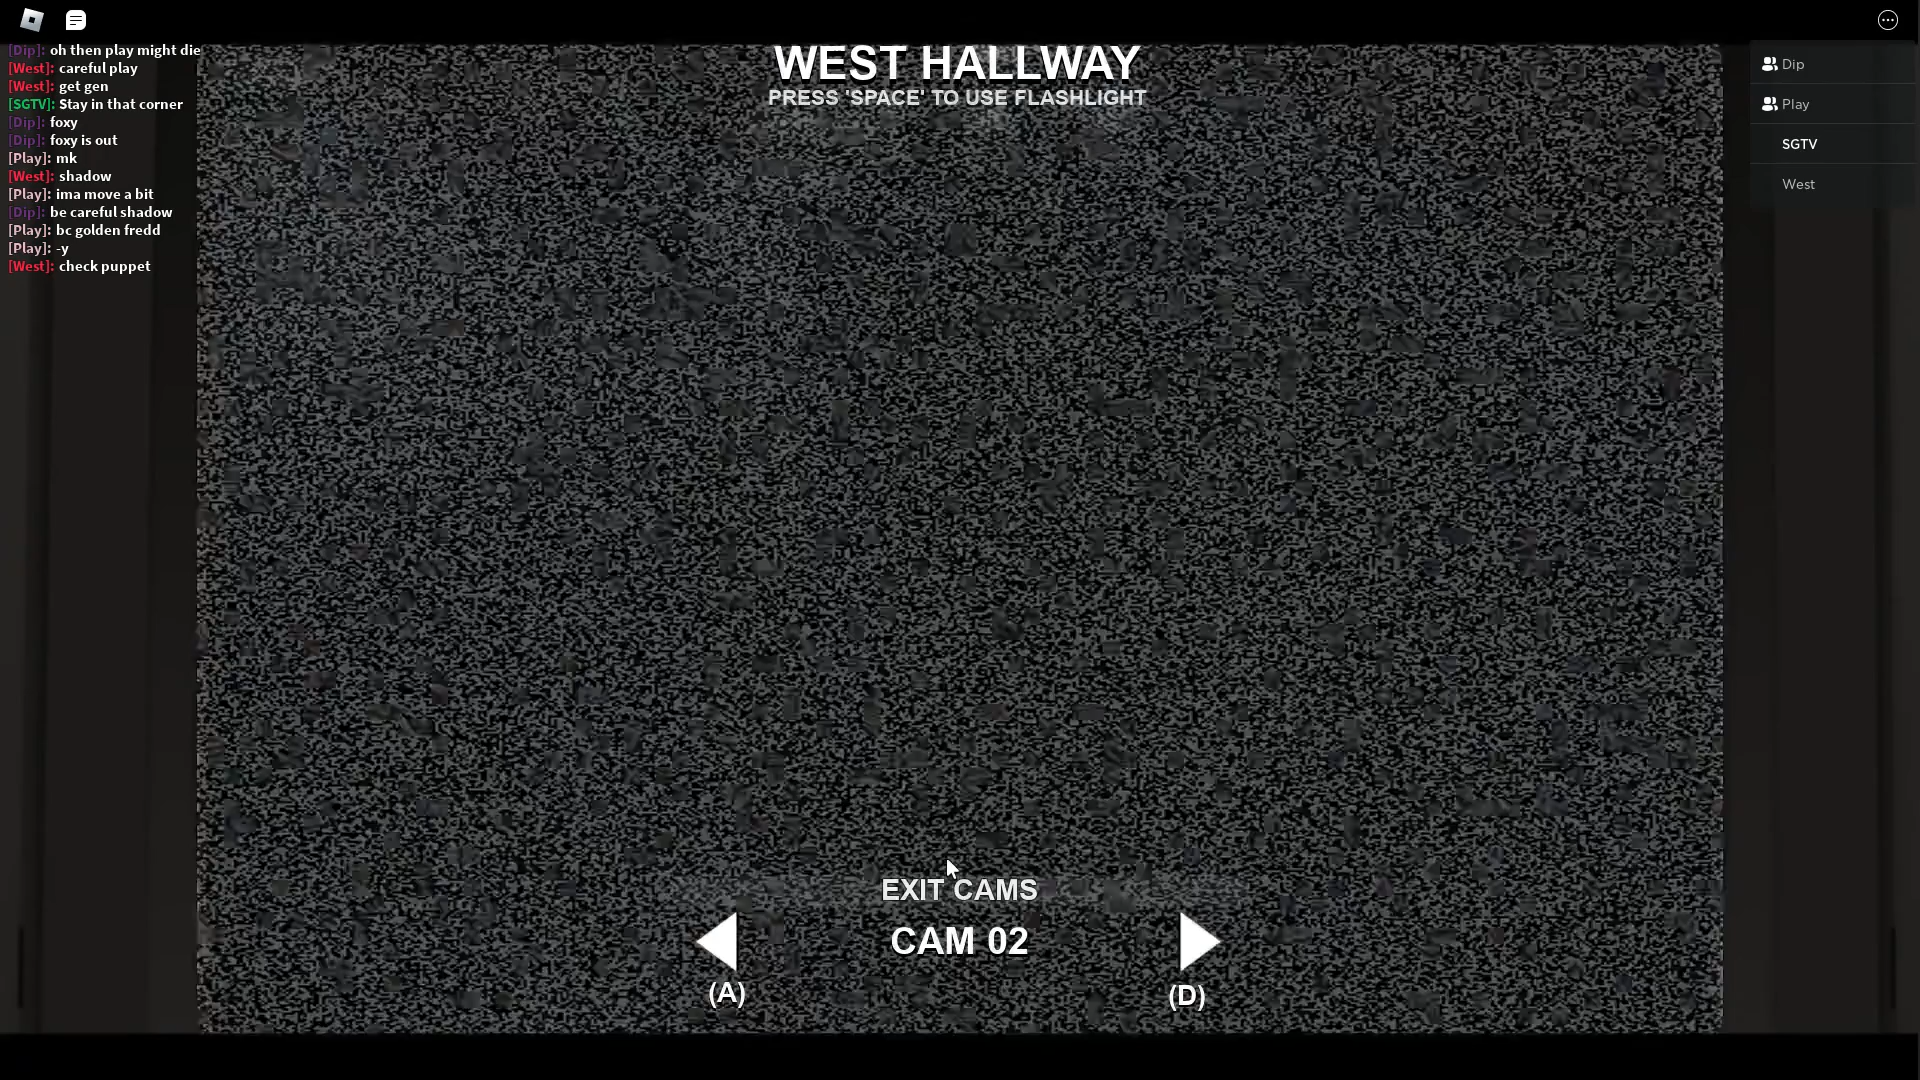 [Dip]: oh then play might die
[West]: careful play
[West]: get gen
[SGTV]: Stay in that corner
[Dip]: foxy
[Dip]: foxy is out
[Play]: mk
[West]: shadow
[Play]: ima move a bit
[Dip]: be careful shadow
[Play]: bc golden fredd
[Play]: -y
[West]: check puppet
WEST HALLWAY
PRESS 'SPACE' TO USE FLASHLIGHT
Dip
Play
SGTV
West
EXIT CAMS
CAM 02
(A)
(D)